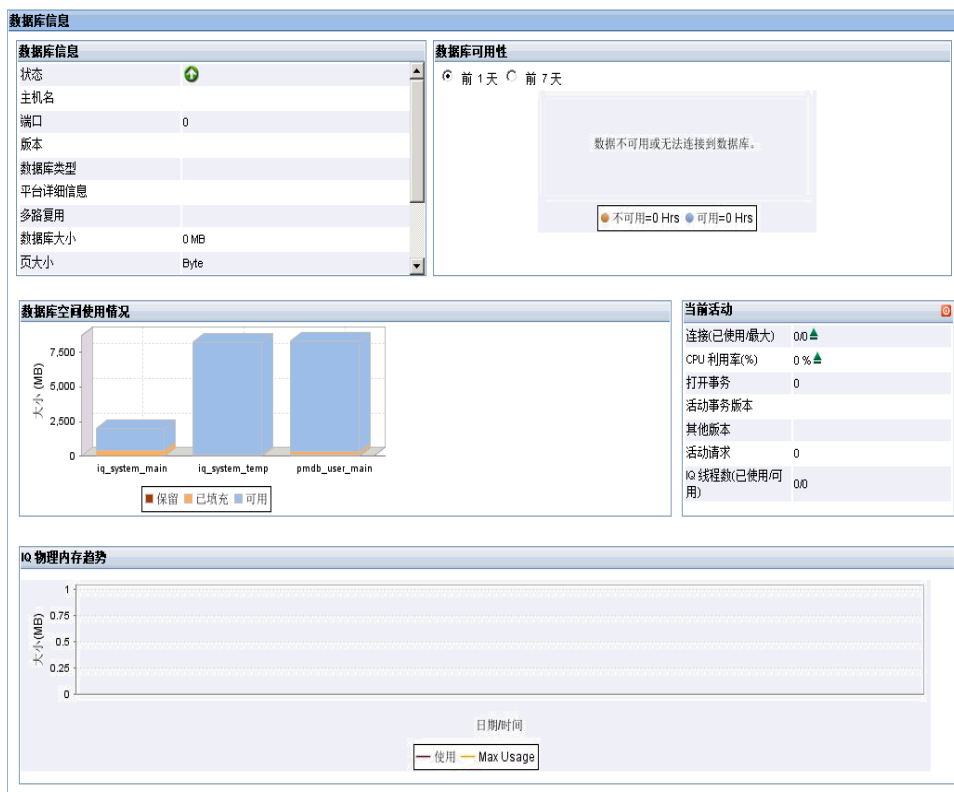 数据库信息
数据库信息
状态
主机名
端口 0
版本
数据库类型
平台详细信息
多路复用
数据库大小 0 MB
页大小 Byte
数据库可用性
前 1 天 前 7 天
数据不可用或无法连接到数据库。
不可用=0 Hrs 可用=0 Hrs
数据库空间使用情况
大小 (MB)
7,500
5,000
2,500
0
iq_system_main iq_system_temp pmdb_user_main
保留 已填充 可用
当前活动
连接(已使用/最大) 0/0
CPU 利用率(%) 0 %
打开事务 0
活动事务版本
其他版本
活动请求 0
IQ 线程数(已使用/可
用) 0/0
IQ 物理内存趋势
大小(MB)
1
0.75
0.5
0.25
0
日期/时间
使用 Max Usage